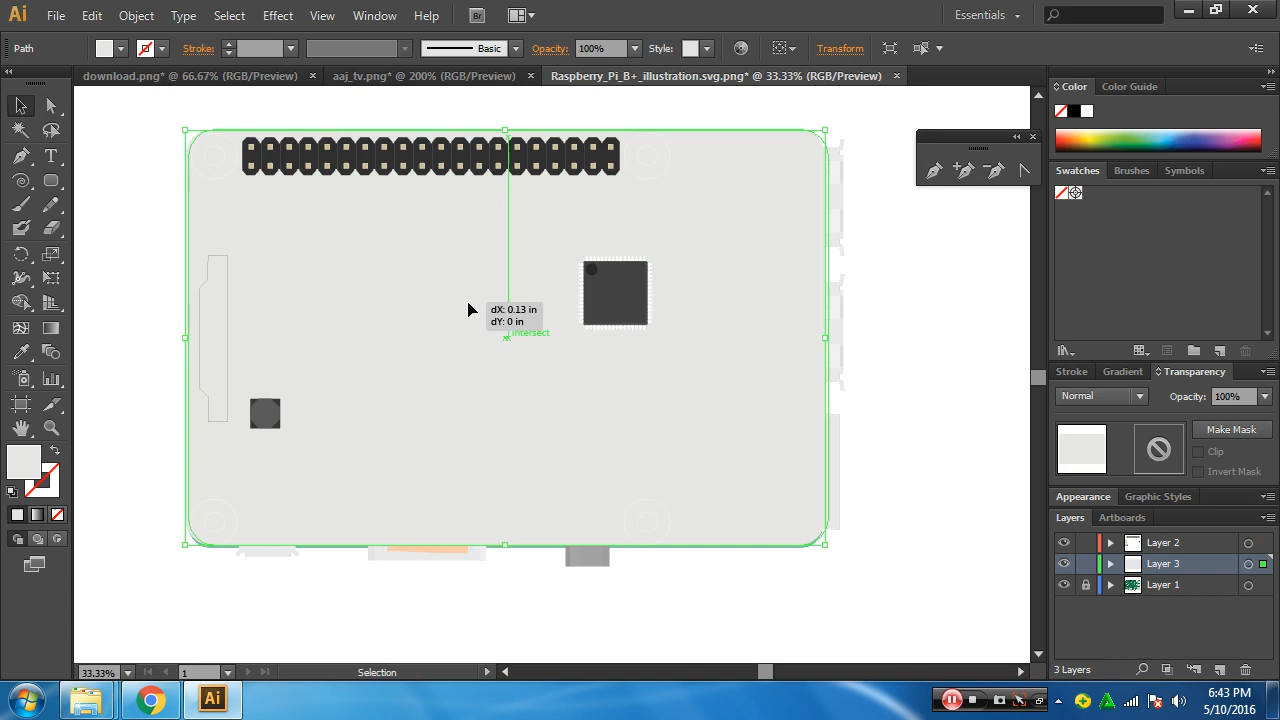 Ai File Edit Object Type Select Effect View Window Help Br Essentials
Path Stroke: Basic Opacity: 100% Style: Transform
download.png* @ 66.67% (RGB/Preview) aaj_tv.png* @ 200% (RGB/Preview) Raspberry_Pi_B+_illustration.svg.png* @ 33.33% (RGB/Preview)
Color Color Guide
Swatches Brushes Symbols
dX: 0.13 in
dY: 0 in
intersect
Stroke Gradient Transparency
Normal Opacity: 100%
Make Mask
Clip
Invert Mask
Appearance Graphic Styles
Layers Artboards
Layer 2
Layer 3
Layer 1
3 Layers
33.33% 1 Selection
Ai
6:43 PM
5/10/2016